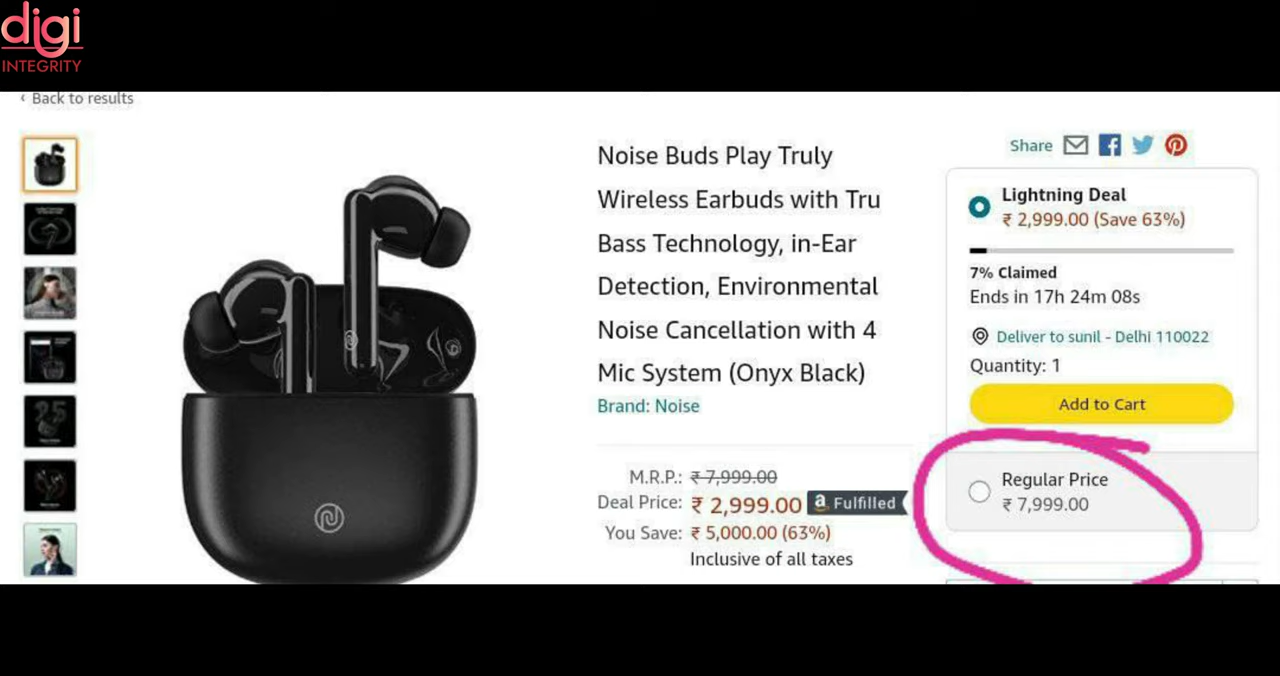 digi
INTEGRITY
‹ Back to results
Share
Noise Buds Play Truly
Wireless Earbuds with Tru
Bass Technology, in-Ear
Detection, Environmental
Noise Cancellation with 4
Mic System (Onyx Black)
Brand: Noise
M.R.P.: ₹ 7,999.00
Deal Price: ₹ 2,999.00 a Fulfilled
You Save: ₹ 5,000.00 (63%)
Inclusive of all taxes
Lightning Deal
₹ 2,999.00 (Save 63%)
7% Claimed
Ends in 17h 24m 08s
Deliver to sunil - Delhi 110022
Quantity: 1
Add to Cart
Regular Price
₹ 7,999.00